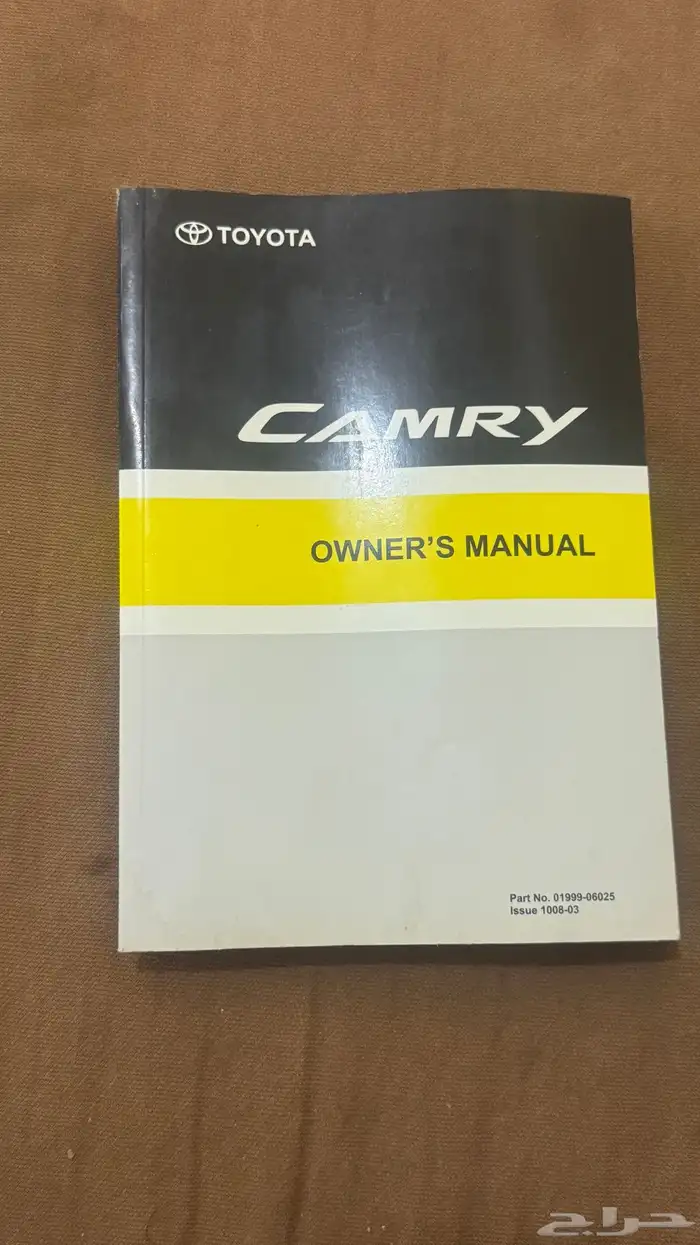 TOYOTA
CAMRY
OWNER'S MANUAL
Part No. 01999-06025
Issue 1008-03
حراج